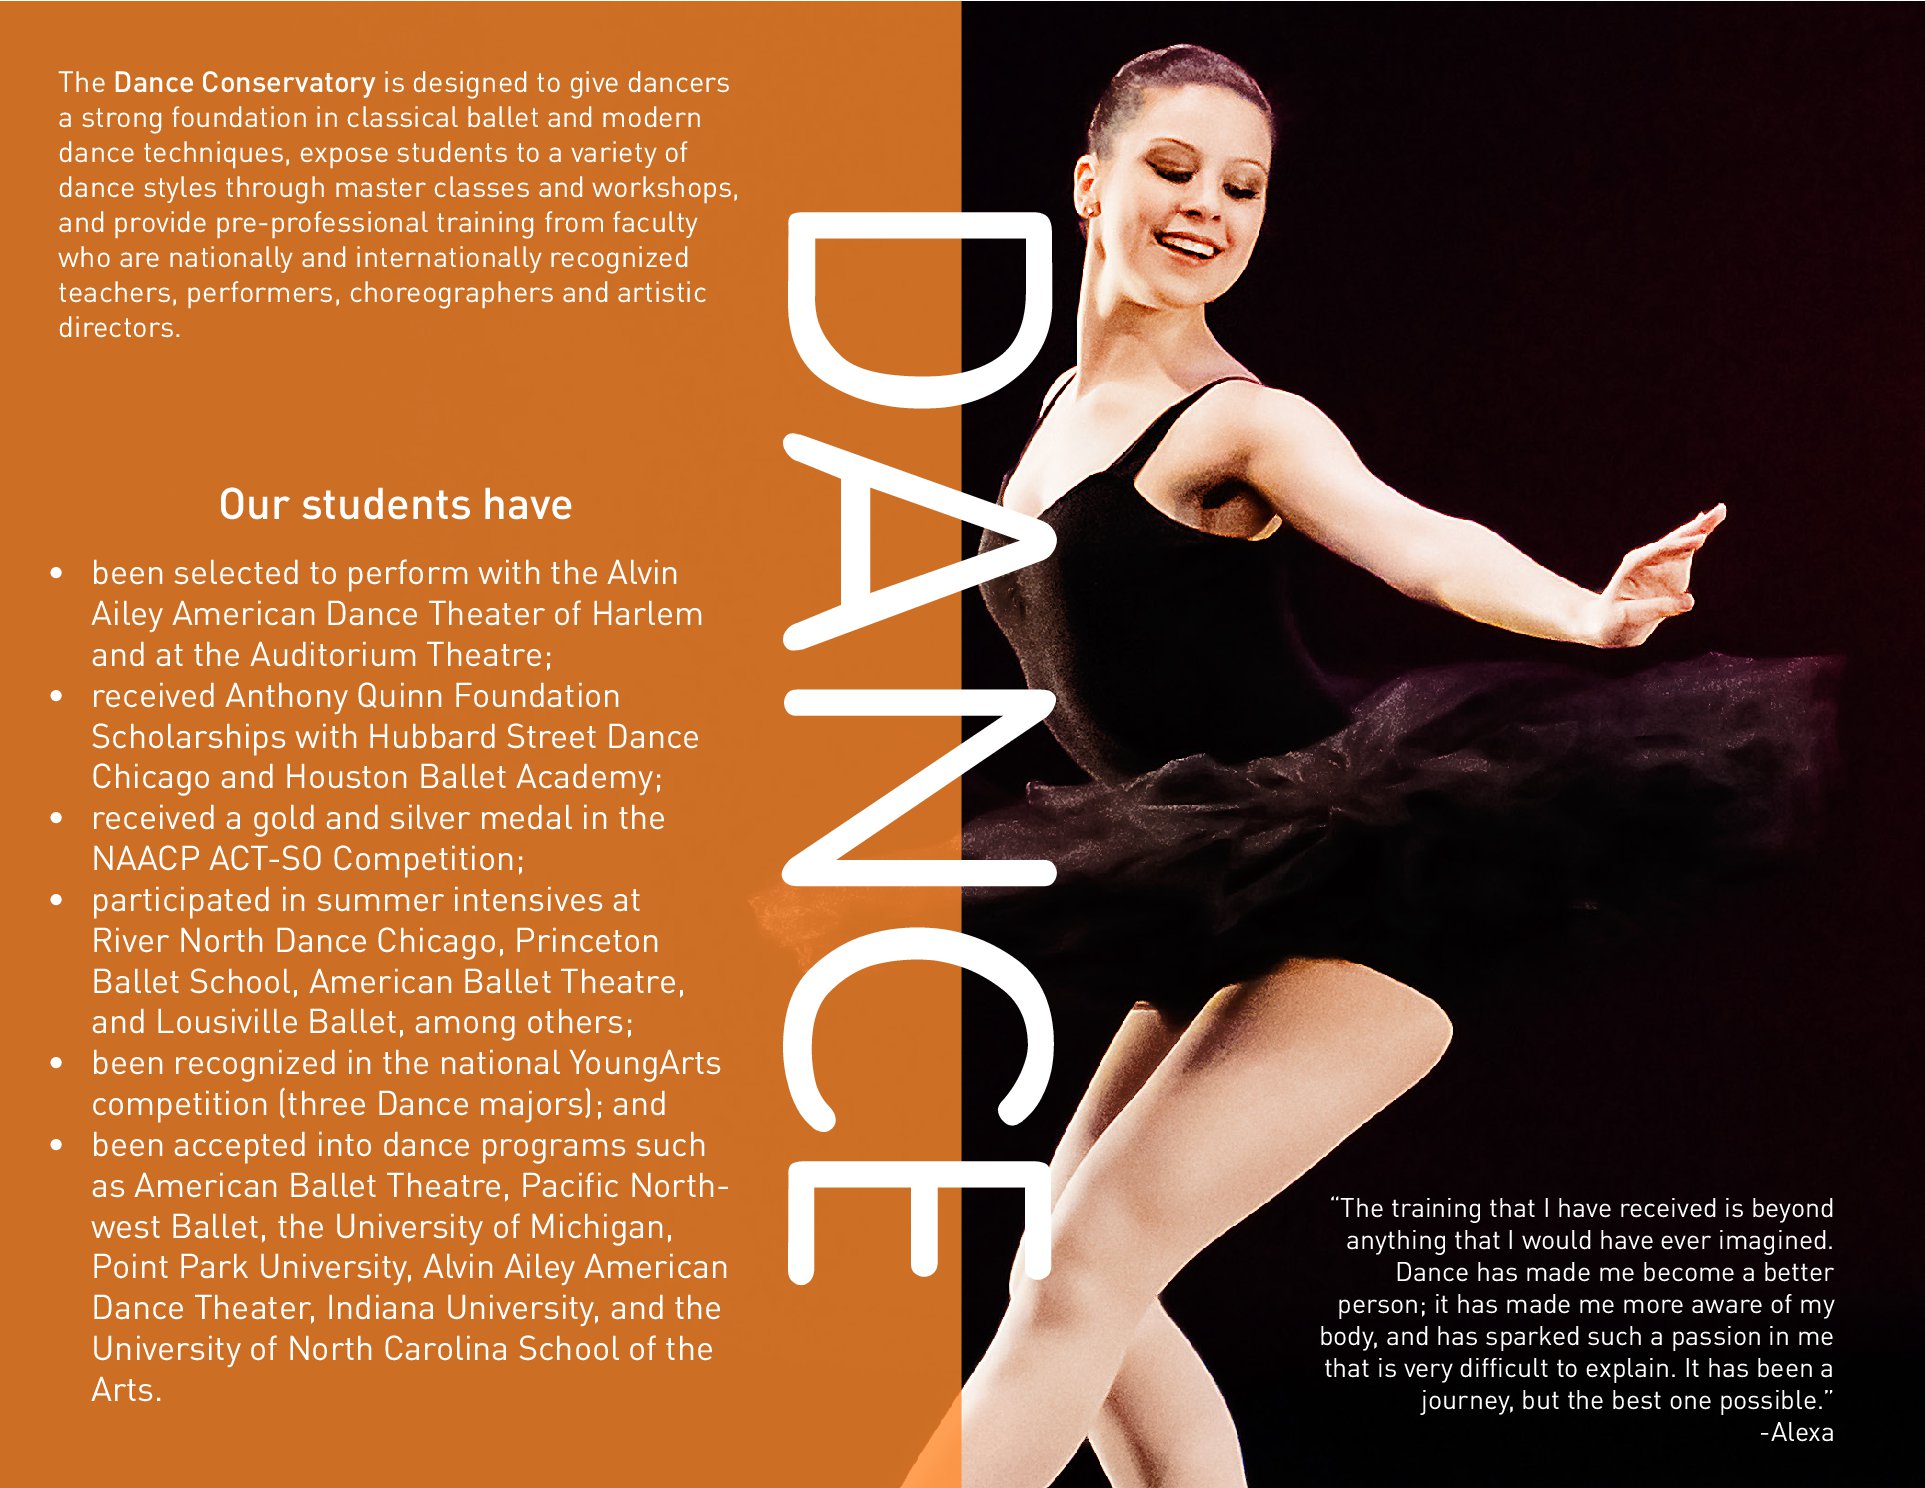 The Dance Conservatory is designed to give dancers
a strong foundation in classical ballet and modern
dance techniques, expose students to a variety of
dance styles through master classes and workshops,
and provide pre-professional training from faculty
who are nationally and internationally recognized
teachers, performers, choreographers and artistic
directors.
Our students have
• been selected to perform with the Alvin
Ailey American Dance Theater of Harlem
and at the Auditorium Theatre;
• received Anthony Quinn Foundation
Scholarships with Hubbard Street Dance
Chicago and Houston Ballet Academy;
• received a gold and silver medal in the
NAACP ACT-SO Competition;
• participated in summer intensives at
River North Dance Chicago, Princeton
Ballet School, American Ballet Theatre,
and Lousiville Ballet, among others;
• been recognized in the national YoungArts
competition (three Dance majors); and
• been accepted into dance programs such
as American Ballet Theatre, Pacific North-
west Ballet, the University of Michigan,
Point Park University, Alvin Ailey American
Dance Theater, Indiana University, and the
University of North Carolina School of the
Arts.
DANCE
“The training that I have received is beyond
anything that I would have ever imagined.
Dance has made me become a better
person; it has made me more aware of my
body, and has sparked such a passion in me
that is very difficult to explain. It has been a
journey, but the best one possible.”
-Alexa